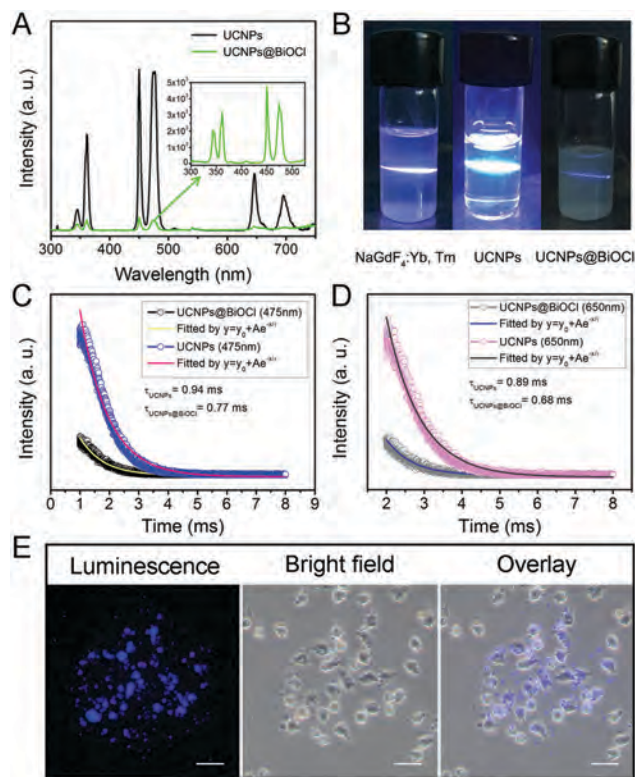 A
UCNPs
UCNPs@BiOCl
Intensity (a. u.)
5x10³
4x10³
3x10³
2x10³
1x10³
0
300 350 400 450 500
300 400 500 600 700
Wavelength (nm)
B
NaGdF₄:Yb, Tm UCNPs UCNPs@BiOCl
C
UCNPs@BiOCl (475nm)
Fitted by y=y₀+Ae⁻ˣ/ᵗ
UCNPs (475nm)
Fitted by y=y₀+Ae⁻ˣ/ᵗ
τUCNPs= 0.94 ms
τUCNPs@BiOCl= 0.77 ms
Intensity (a. u.)
0 1 2 3 4 5 6 7 8 9
Time (ms)
D
UCNPs@BiOCl (650nm)
Fitted by y=y₀+Ae⁻ˣ/ᵗ
UCNPs (650nm)
Fitted by y=y₀+Ae⁻ˣ/ᵗ
τUCNPs= 0.89 ms
τUCNPs@BiOCl= 0.68 ms
Intensity (a. u.)
1 2 3 4 5 6 7 8
Time (ms)
E
Luminescence Bright field Overlay